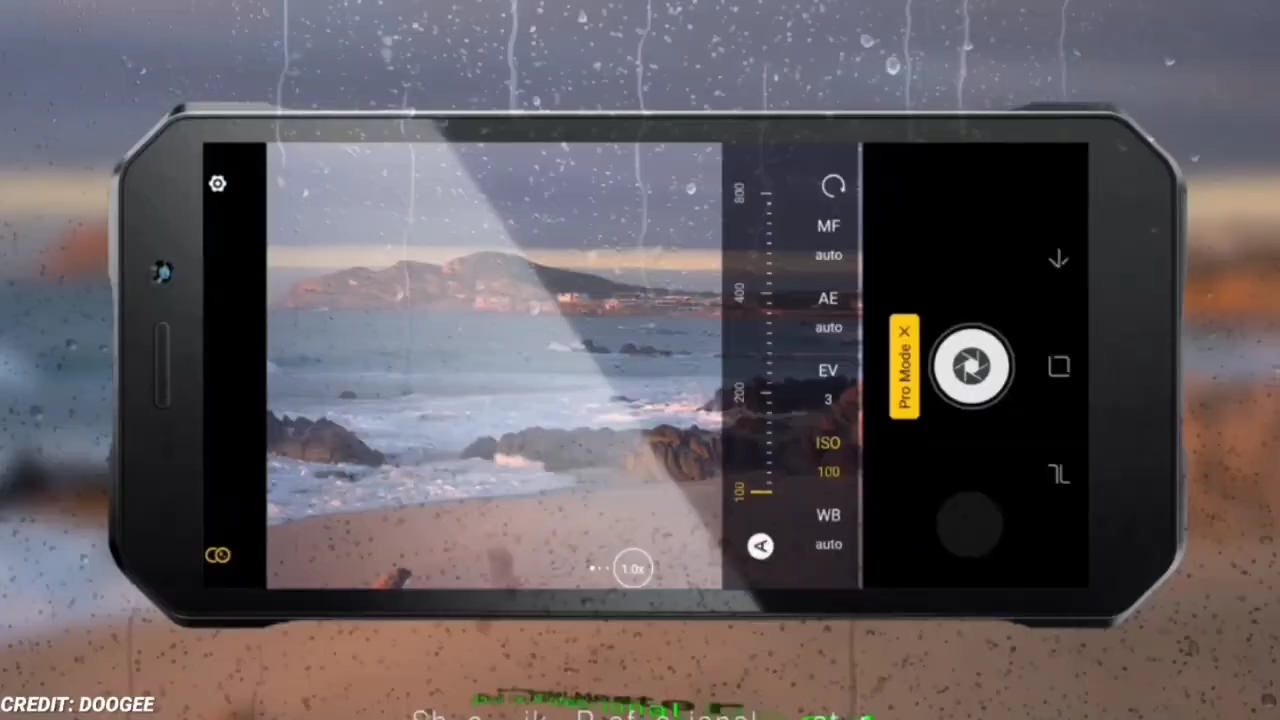 800
400
200
100
MF
auto
AE
auto
EV
3
ISO
100
WB
auto
A
Pro Mode X
1.0x
CREDIT: DOOGEE